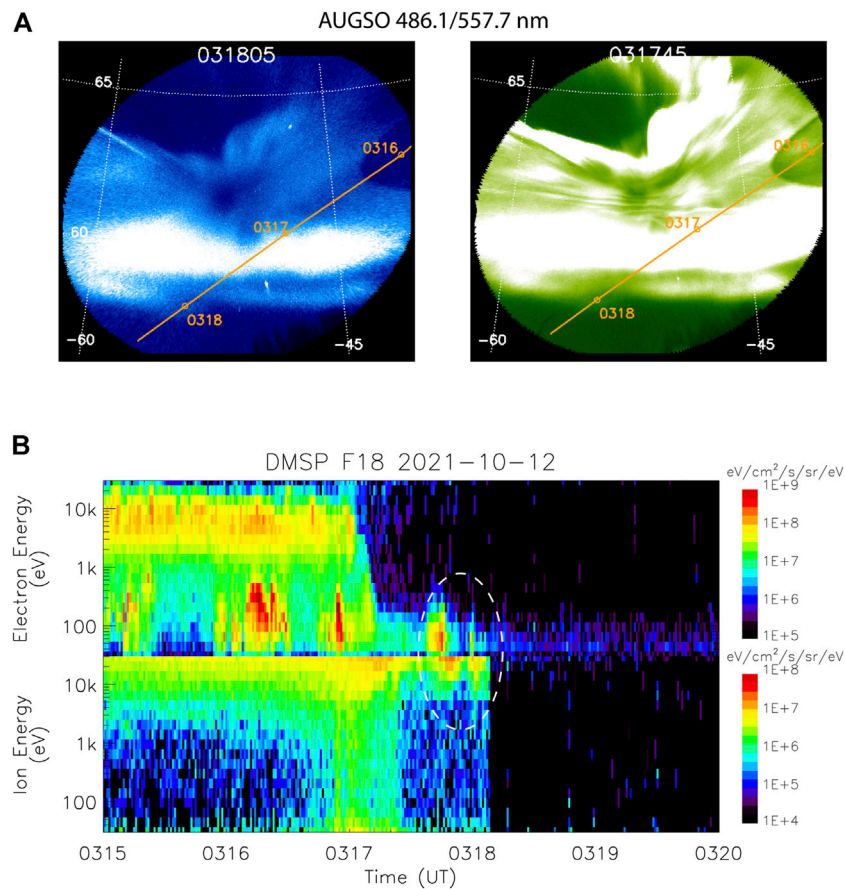 A
AUGSO 486.1/557.7 nm
031805
65
0316
0317
60
0318
-60
-45
031745
65
0316
0317
60
0318
-60
-45
B
DMSP F18 2021-10-12
eV/cm²/s/sr/eV
1E+9
1E+8
1E+7
1E+6
1E+5
Electron Energy
(eV)
10k
1k
100
eV/cm²/s/sr/eV
1E+8
1E+7
1E+6
1E+5
1E+4
Ion Energy
(eV)
10k
1k
100
0315
0316
0317
0318
0319
0320
Time (UT)